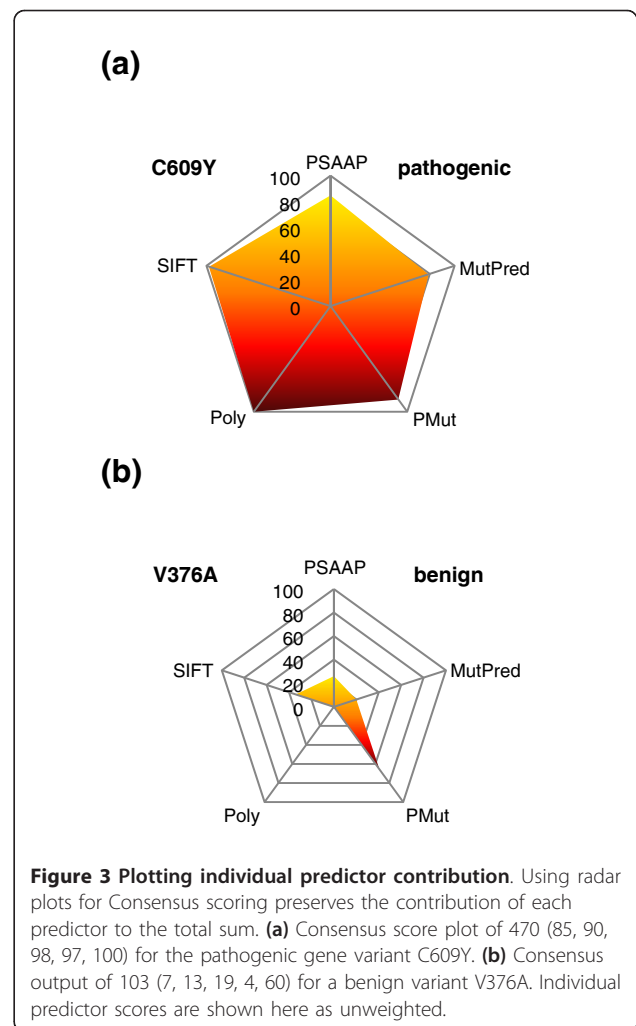 (a)
C609Y
PSAAP
pathogenic
100
80
60
40
20
0
SIFT
MutPred
Poly
PMut
(b)
V376A
PSAAP
benign
100
80
60
40
20
0
SIFT
MutPred
Poly
PMut
Figure 3 Plotting individual predictor contribution. Using radar
plots for Consensus scoring preserves the contribution of each
predictor to the total sum. (a) Consensus score plot of 470 (85, 90,
98, 97, 100) for the pathogenic gene variant C609Y. (b) Consensus
output of 103 (7, 13, 19, 4, 60) for a benign variant V376A. Individual
predictor scores are shown here as unweighted.